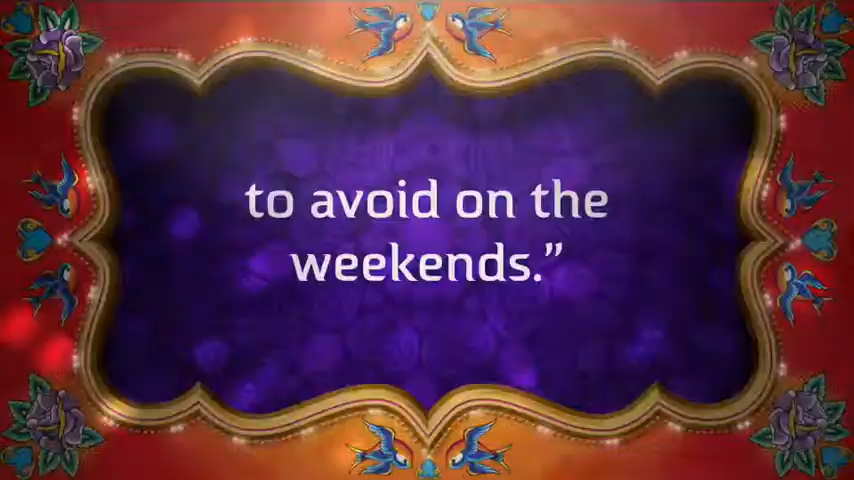 to avoid on the
weekends.”